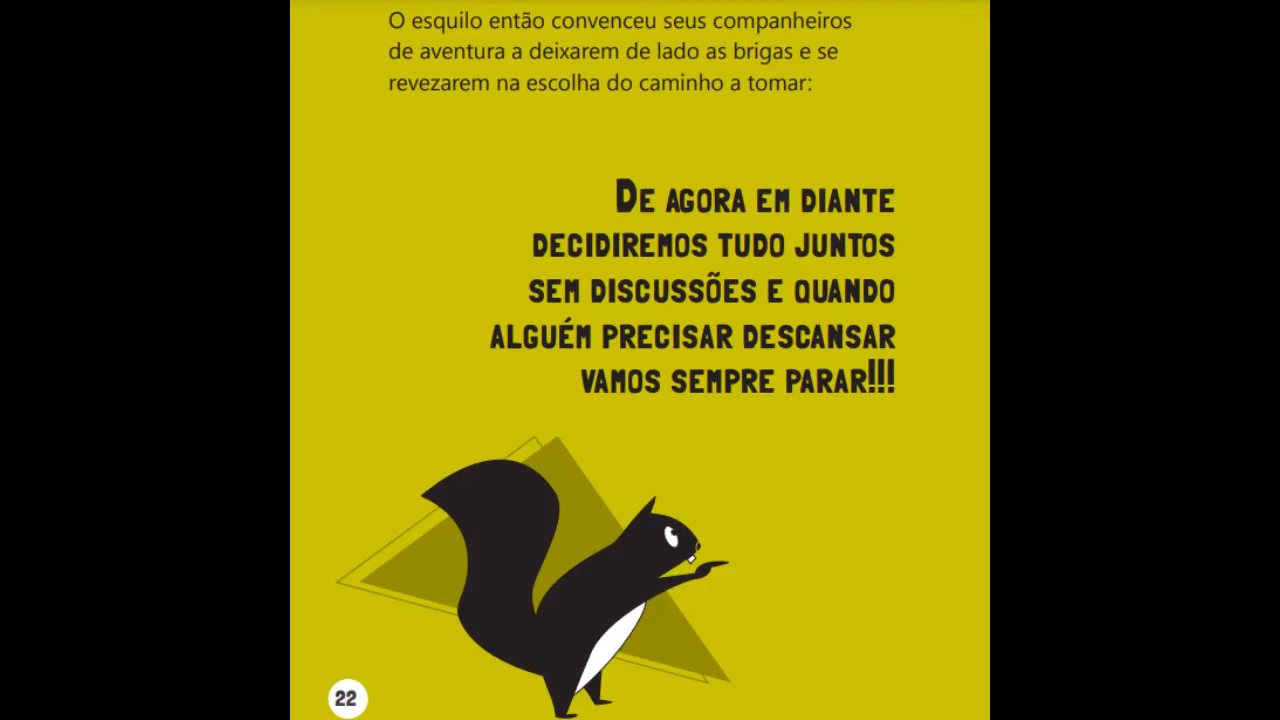 O esquilo então convenceu seus companheiros
de aventura a deixarem de lado as brigas e se
revezarem na escolha do caminho a tomar:
De agora em diante
decidiremos tudo juntos
sem discussões e quando
alguém precisar descansar
vamos sempre parar!!!
22